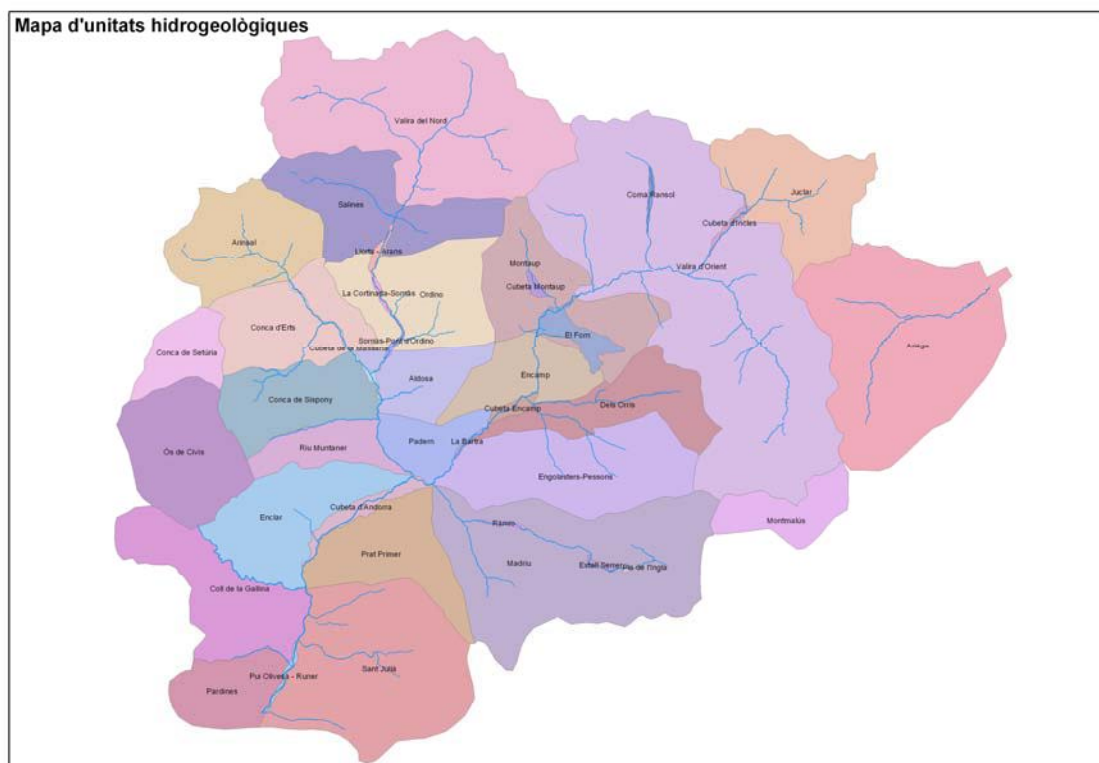 Mapa d'unitats hidrogeològiques
Valira del Nord
Salines
Coma Ransol
Juclar
Cubeta d'Incles
Arinsal
Llorts - Arans
Montaup
Valira d'Orient
Cubeta Montaup
La Cortinada-Sornàs
Ordino
Conca d'Erts
El Forn
Sornàs-Pont d'Ordino
Conca de Setúria
Aldosa
Encamp
Conca de Sispony
Cubeta Encamp
Dels Cirris
Padern
La Bartra
Riu Muntaner
Os de Civis
Engolasters-Pessons
Cubeta d'Andorra
Enclar
Ràmio
Montmalús
Prat Primer
Madriu
Estall Serrer
Pla de l'Ingla
Coll de la Gallina
Sant Julià
Pui Olivesa - Runer
Pardines